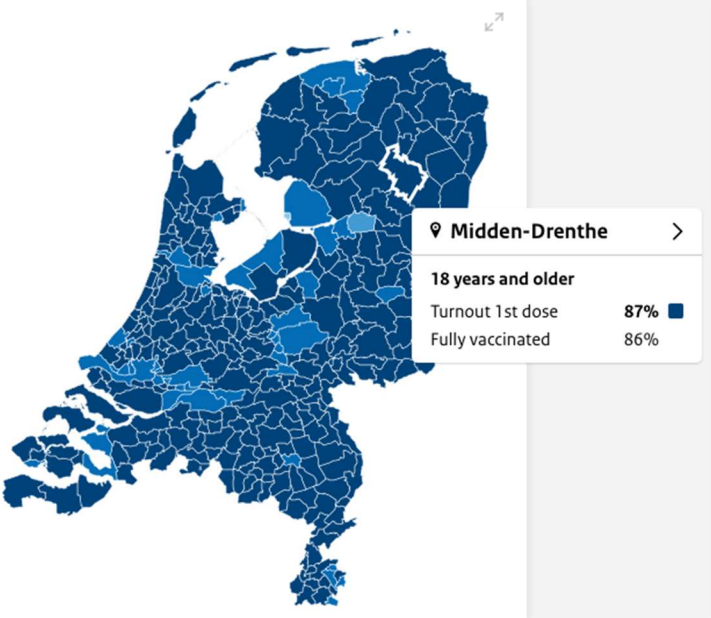 Midden-Drenthe
18 years and older
Turnout 1st dose 87%
Fully vaccinated 86%